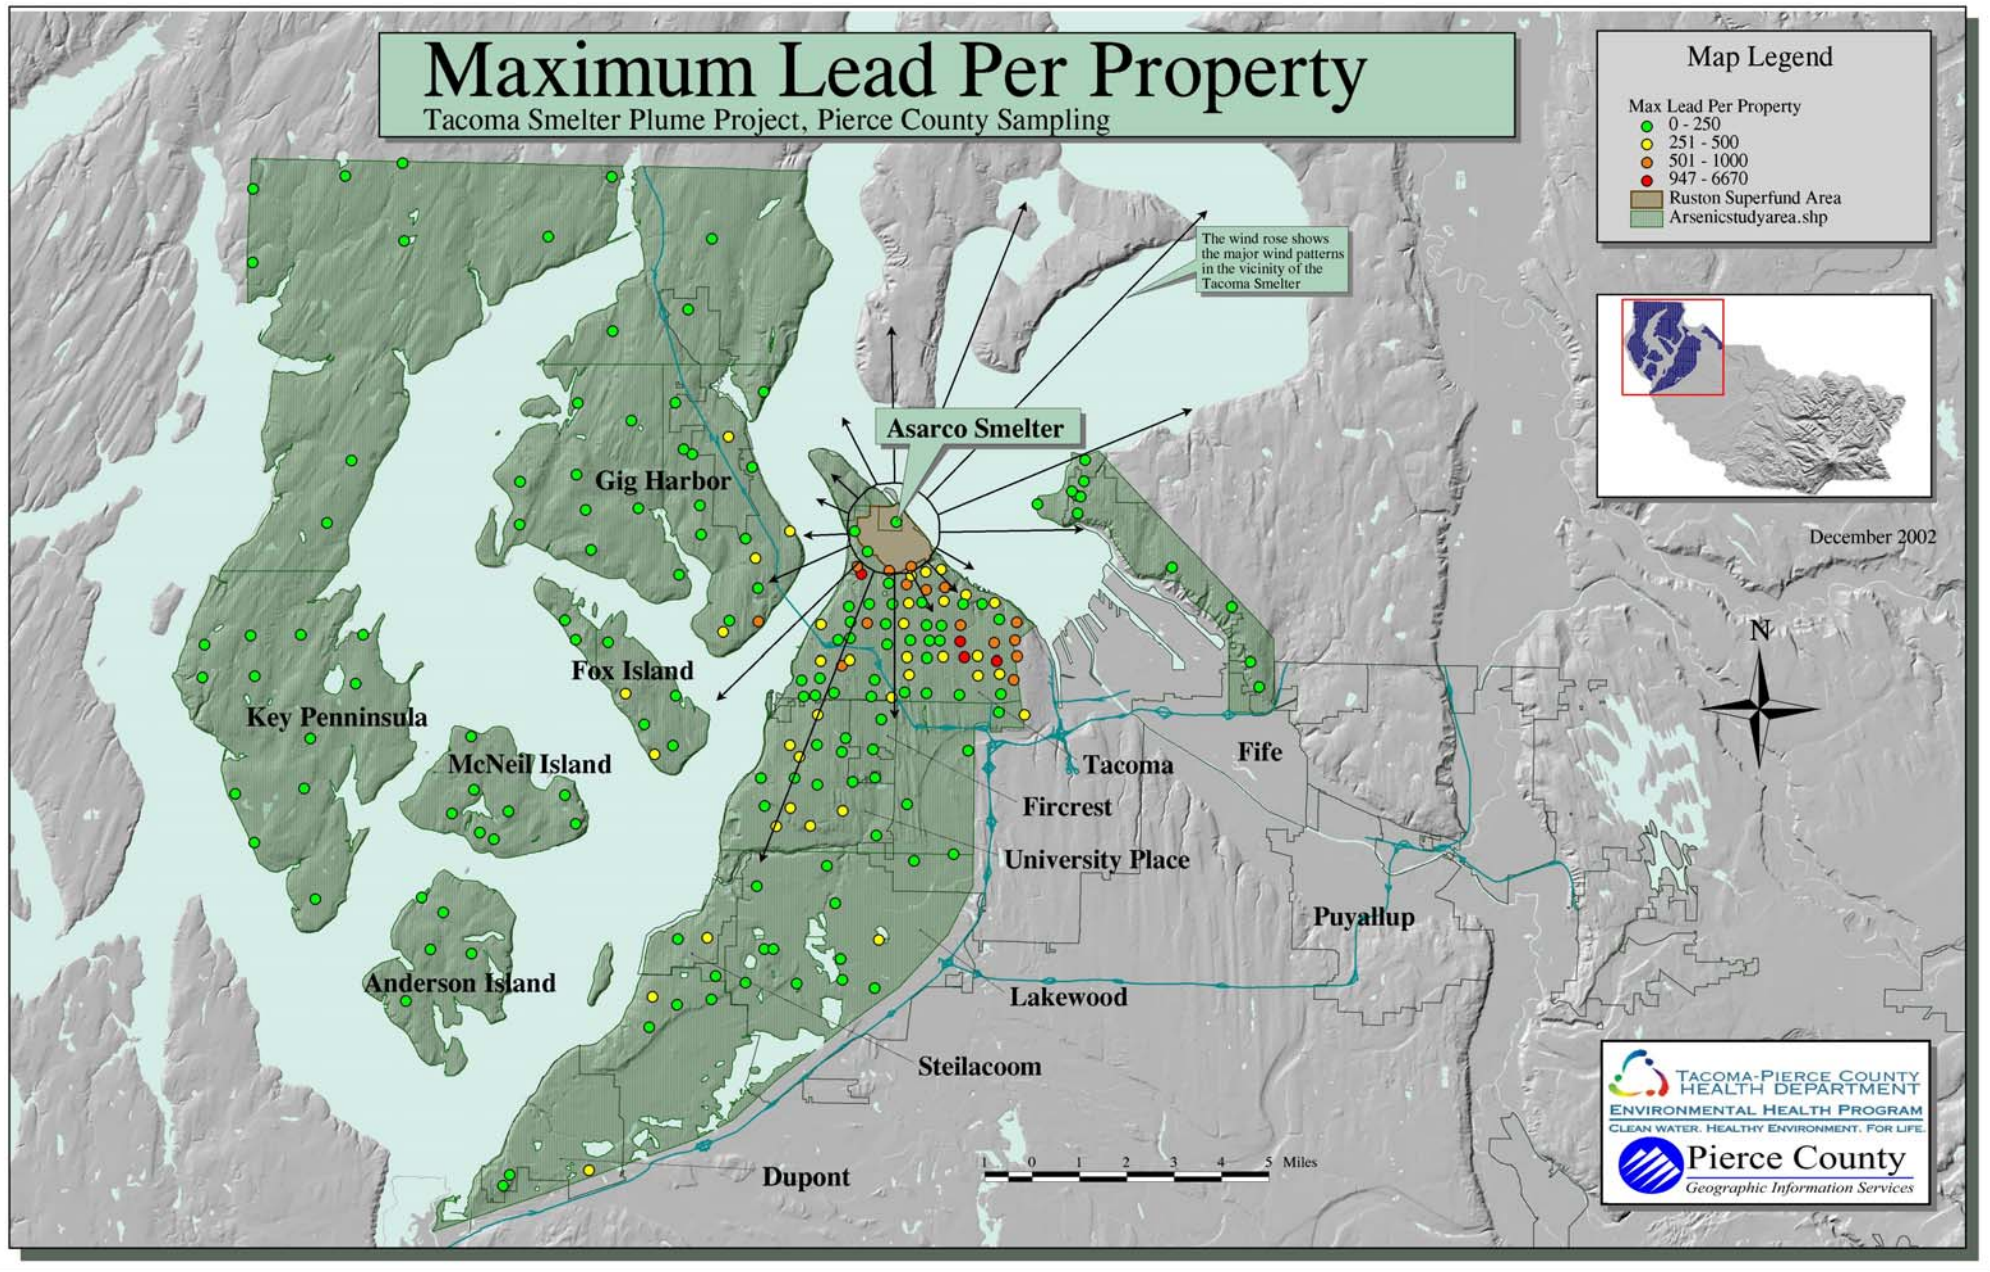 Maximum Lead Per Property
Tacoma Smelter Plume Project, Pierce County Sampling
Map Legend
Max Lead Per Property
0 - 250
251 - 500
501 - 1000
947 - 6670
Ruston Superfund Area
Arsenicstudyarea.shp
The wind rose shows
the major wind patterns
in the vicinity of the
Tacoma Smelter
Asarco Smelter
Gig Harbor
December 2002
N
Fox Island
Key Penninsula
McNeil Island
Tacoma
Fife
Fircrest
University Place
Puyallup
Anderson Island
Lakewood
Steilacoom
Dupont
1 0 1 2 3 4 5 Miles
TACOMA-PIERCE COUNTY
HEALTH DEPARTMENT
ENVIRONMENTAL HEALTH PROGRAM
CLEAN WATER. HEALTHY ENVIRONMENT. FOR LIFE.
Pierce County
Geographic Information Services